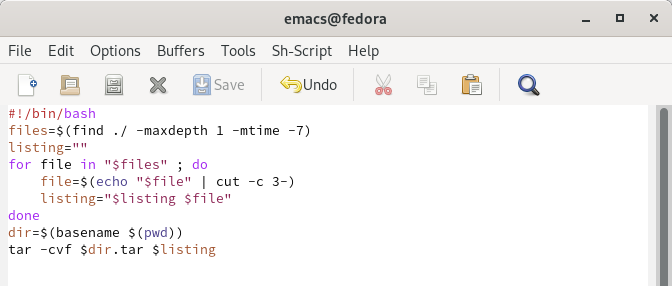 emacs@fedora
File Edit Options Buffers Tools Sh-Script Help
Save Undo
#!/bin/bash
files=$(find ./ -maxdepth 1 -mtime -7)
listing=""
for file in "$files" ; do
    file=$(echo "$file" | cut -c 3-)
    listing="$listing $file"
done
dir=$(basename $(pwd))
tar -cvf $dir.tar $listing